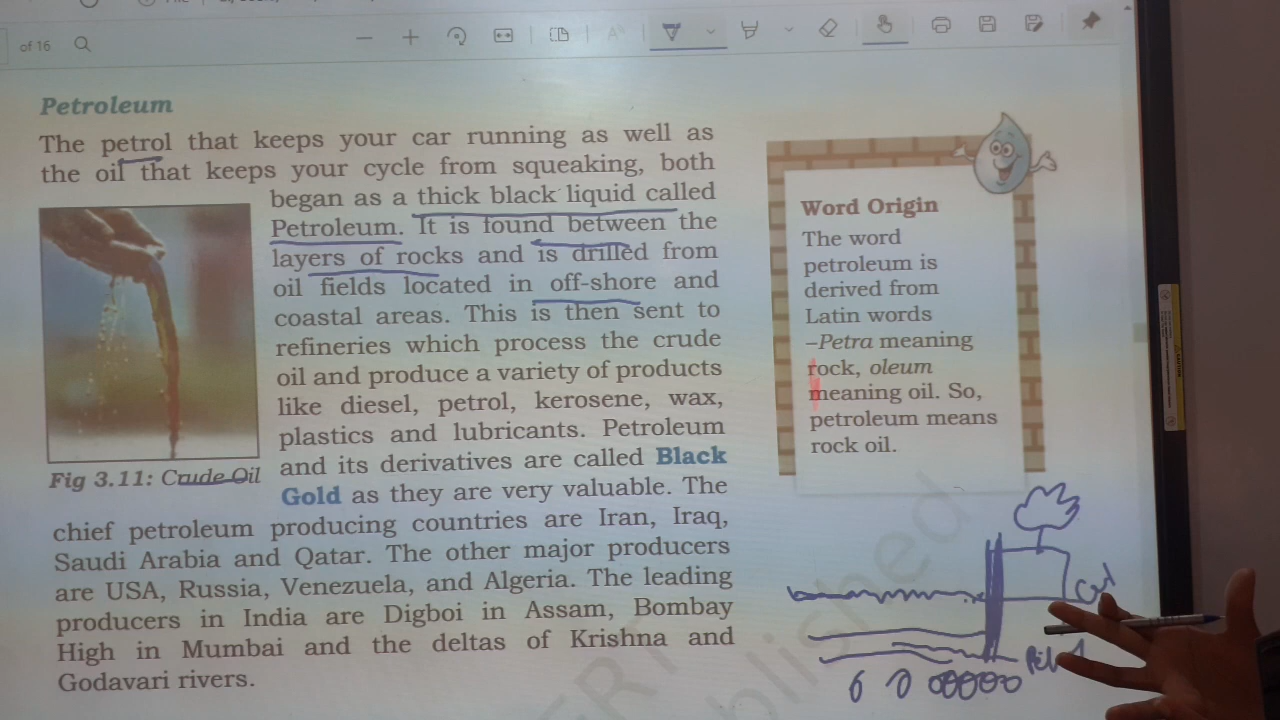 of 16
Petroleum
The petrol that keeps your car running as well as
the oil that keeps your cycle from squeaking, both
began as a thick black liquid called
Petroleum. It is found between the
layers of rocks and is drilled from
oil fields located in off-shore and
coastal areas. This is then sent to
refineries which process the crude
oil and produce a variety of products
like diesel, petrol, kerosene, wax,
plastics and lubricants. Petroleum
and its derivatives are called Black
Gold as they are very valuable. The
chief petroleum producing countries are Iran, Iraq,
Saudi Arabia and Qatar. The other major producers
are USA, Russia, Venezuela, and Algeria. The leading
producers in India are Digboi in Assam, Bombay
High in Mumbai and the deltas of Krishna and
Godavari rivers.
Fig 3.11: Crude Oil
Word Origin
The word
petroleum is
derived from
Latin words
–Petra meaning
rock, oleum
meaning oil. So,
petroleum means
rock oil.